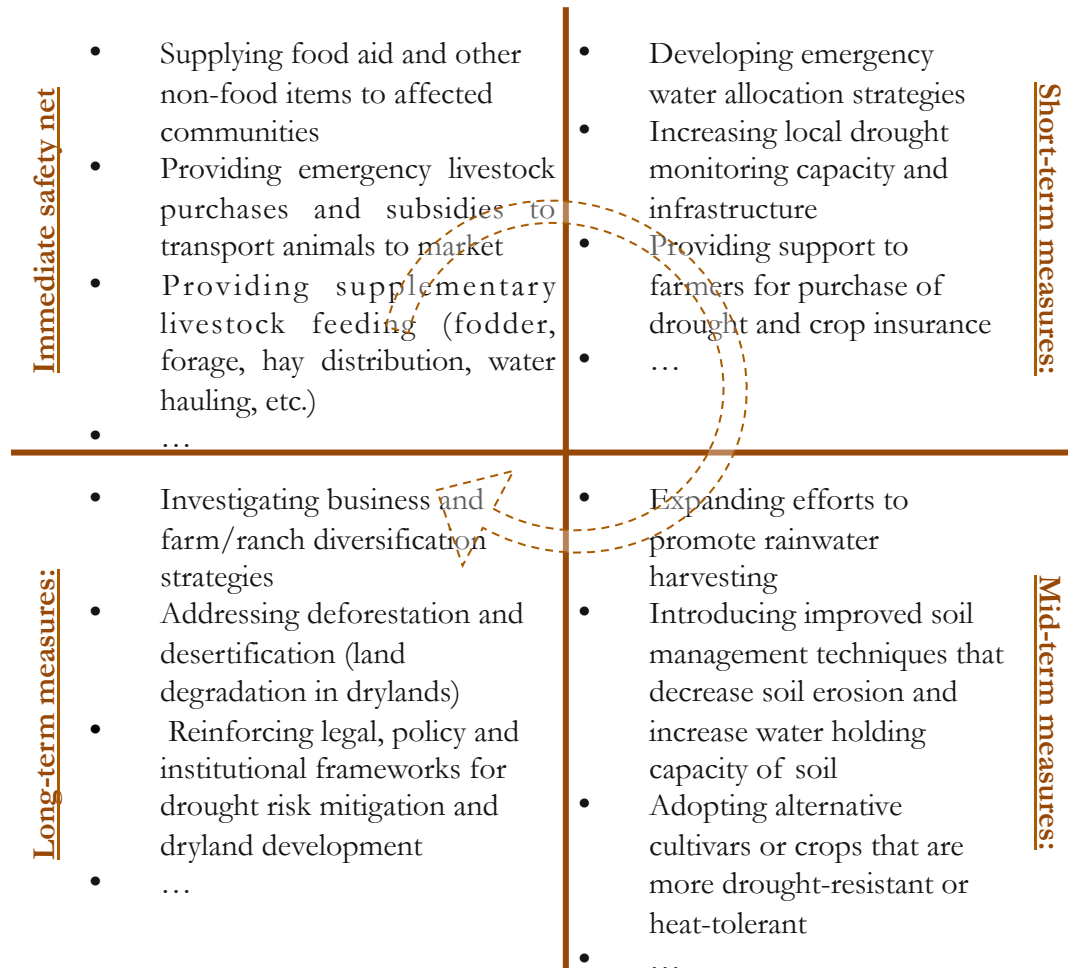 Immediate safety net
• Supplying food aid and other
non-food items to affected
communities
• Providing emergency livestock
purchases and subsidies to
transport animals to market
• Providing supplementary
livestock feeding (fodder,
forage, hay distribution, water
hauling, etc.)
• …
Short-term measures:
• Developing emergency
water allocation strategies
• Increasing local drought
monitoring capacity and
infrastructure
• Providing support to
farmers for purchase of
drought and crop insurance
• …
Long-term measures:
• Investigating business and
farm/ranch diversification
strategies
• Addressing deforestation and
desertification (land
degradation in drylands)
• Reinforcing legal, policy and
institutional frameworks for
drought risk mitigation and
dryland development
• …
Mid-term measures:
• Expanding efforts to
promote rainwater
harvesting
• Introducing improved soil
management techniques that
decrease soil erosion and
increase water holding
capacity of soil
• Adopting alternative
cultivars or crops that are
more drought-resistant or
heat-tolerant
• …